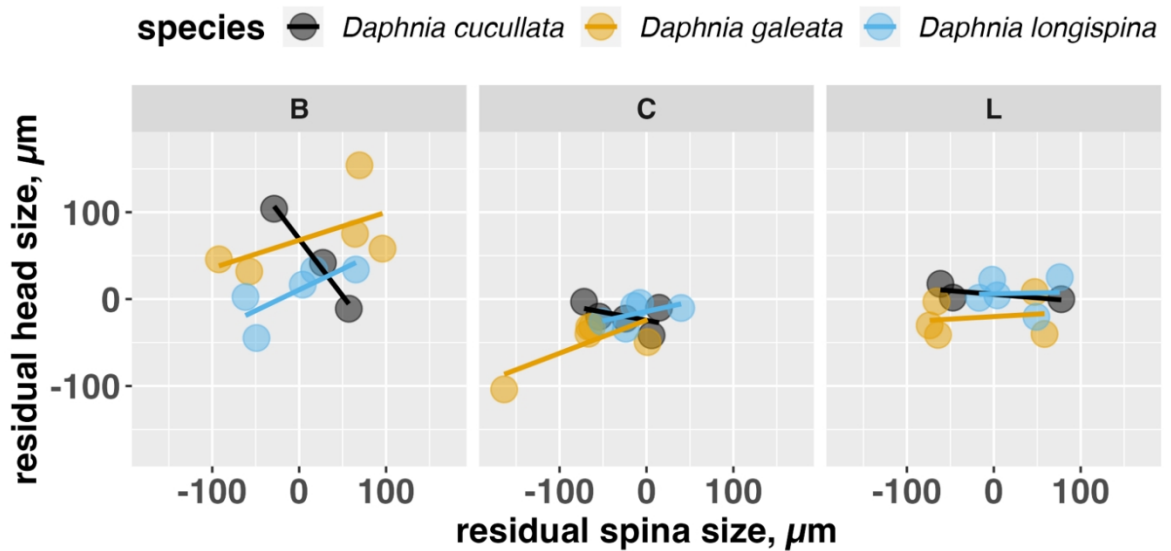 species Daphnia cucullata Daphnia galeata Daphnia longispina
B C L
residual head size, µm
100
0
-100
-100 0 100 -100 0 100 -100 0 100
residual spina size, µm